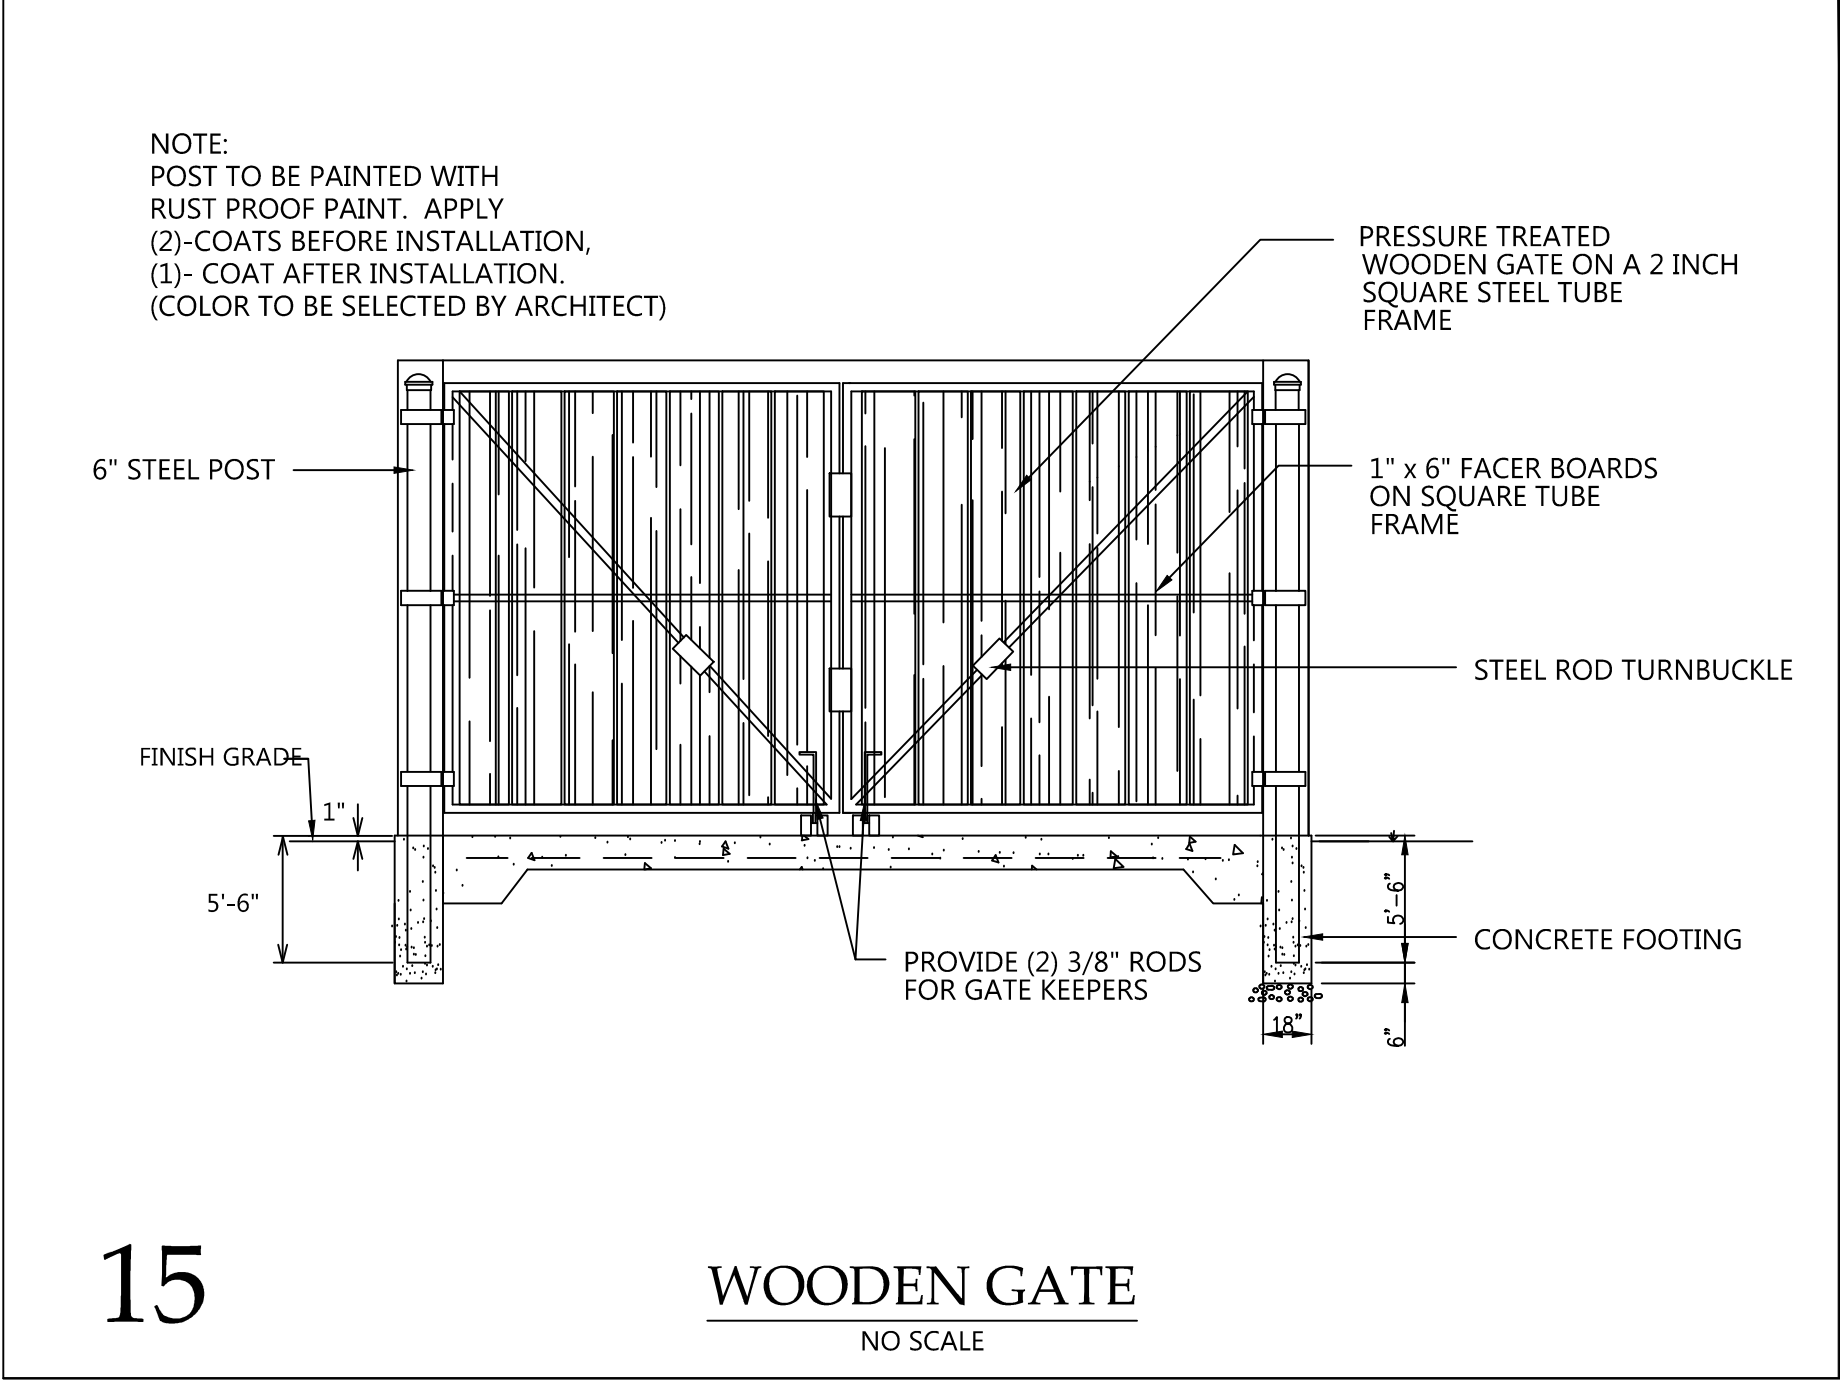 NOTE:
POST TO BE PAINTED WITH
RUST PROOF PAINT.  APPLY
(2)-COATS BEFORE INSTALLATION,
(1)- COAT AFTER INSTALLATION.
(COLOR TO BE SELECTED BY ARCHITECT)
PRESSURE TREATED
WOODEN GATE ON A 2 INCH
SQUARE STEEL TUBE
FRAME
6" STEEL POST
1" x 6" FACER BOARDS
ON SQUARE TUBE
FRAME
STEEL ROD TURNBUCKLE
FINISH GRADE
1"
5'-6"
5'-6"
CONCRETE FOOTING
PROVIDE (2) 3/8" RODS
FOR GATE KEEPERS
18"
6"
15
WOODEN GATE
NO SCALE